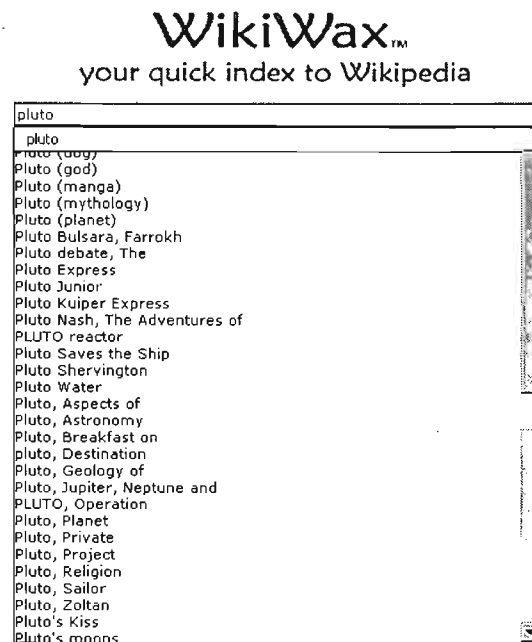 WikiWax™
your quick index to Wikipedia
pluto
pluto
Pluto (dog)
Pluto (god)
Pluto (manga)
Pluto (mythology)
Pluto (planet)
Pluto Bulsara, Farrokh
Pluto debate, The
Pluto Express
Pluto Junior
Pluto Kuiper Express
Pluto Nash, The Adventures of
PLUTO reactor
Pluto Saves the Ship
Pluto Shervington
Pluto Water
Pluto, Aspects of
Pluto, Astronomy
Pluto, Breakfast on
pluto, Destination
Pluto, Geology of
Pluto, Jupiter, Neptune and
PLUTO, Operation
Pluto, Planet
Pluto, Private
Pluto, Project
Pluto, Religion
Pluto, Sailor
Pluto, Zoltan
Pluto's Kiss
Pluto's moons